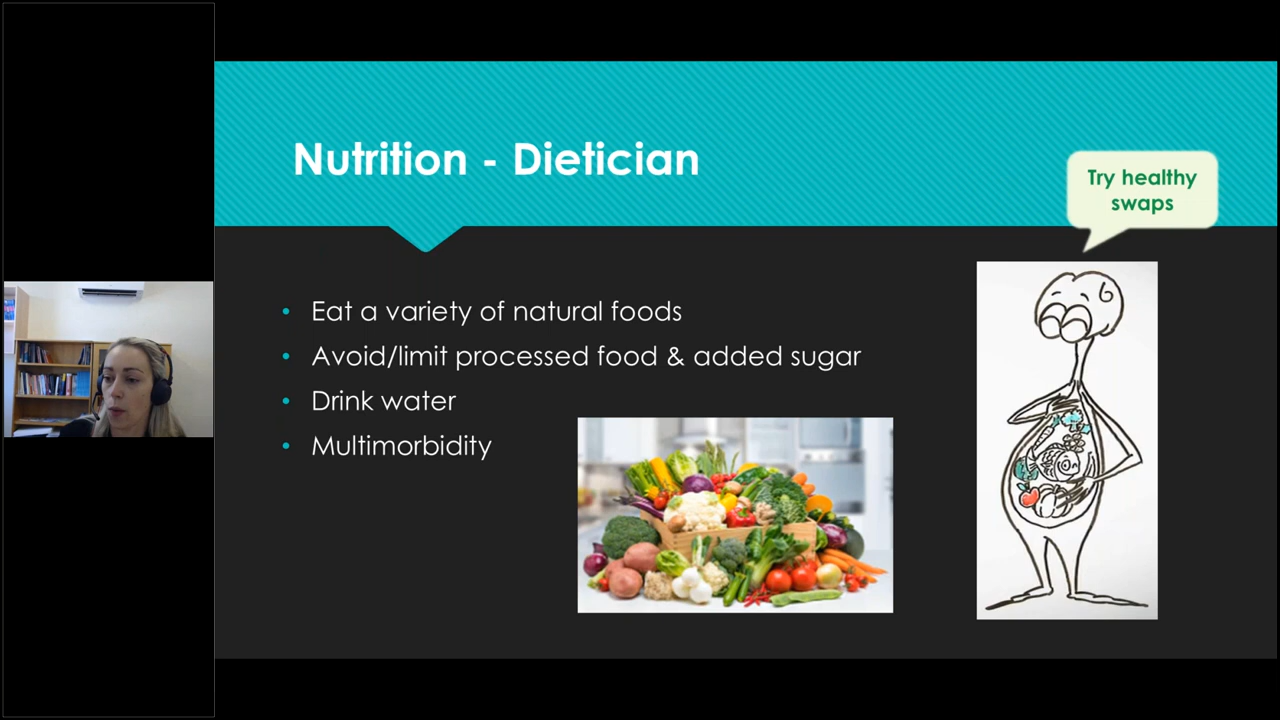 Nutrition - Dietician
Try healthy
swaps
Eat a variety of natural foods
Avoid/limit processed food & added sugar
Drink water
Multimorbidity